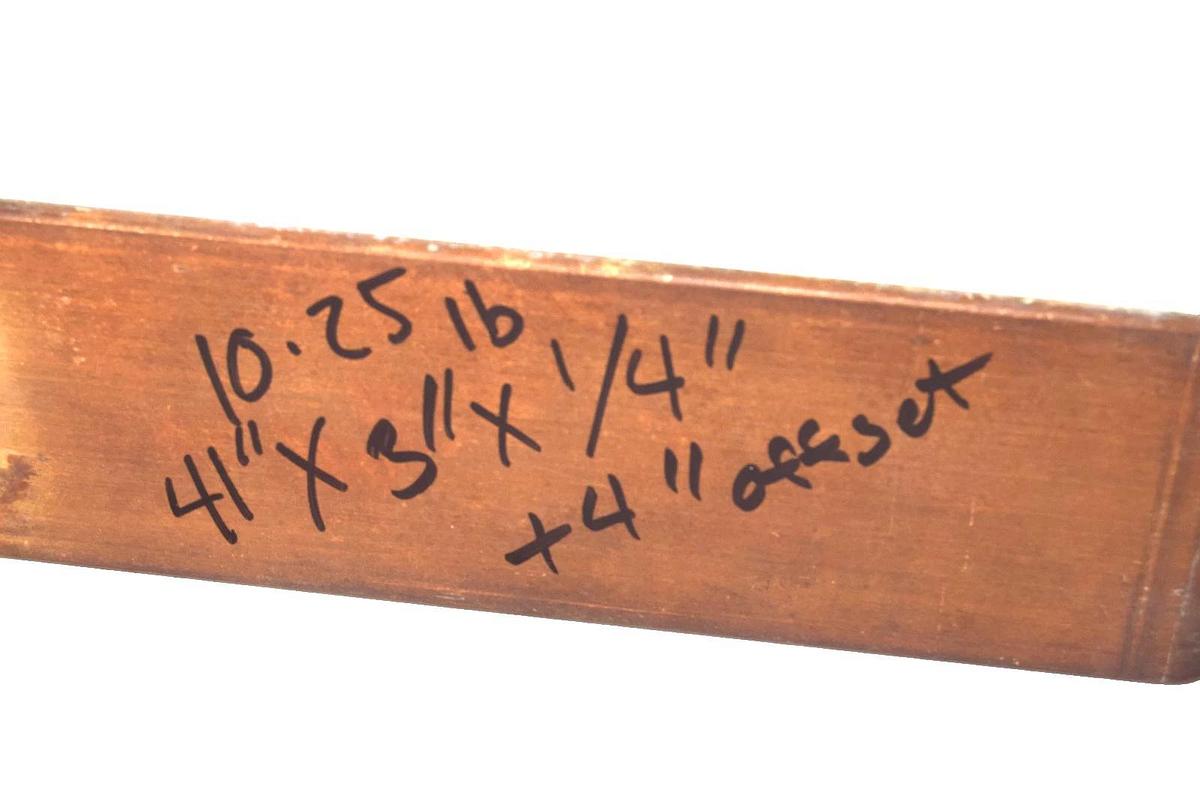 10.25 lb
41" X 3" X 1/4"
+4" offset